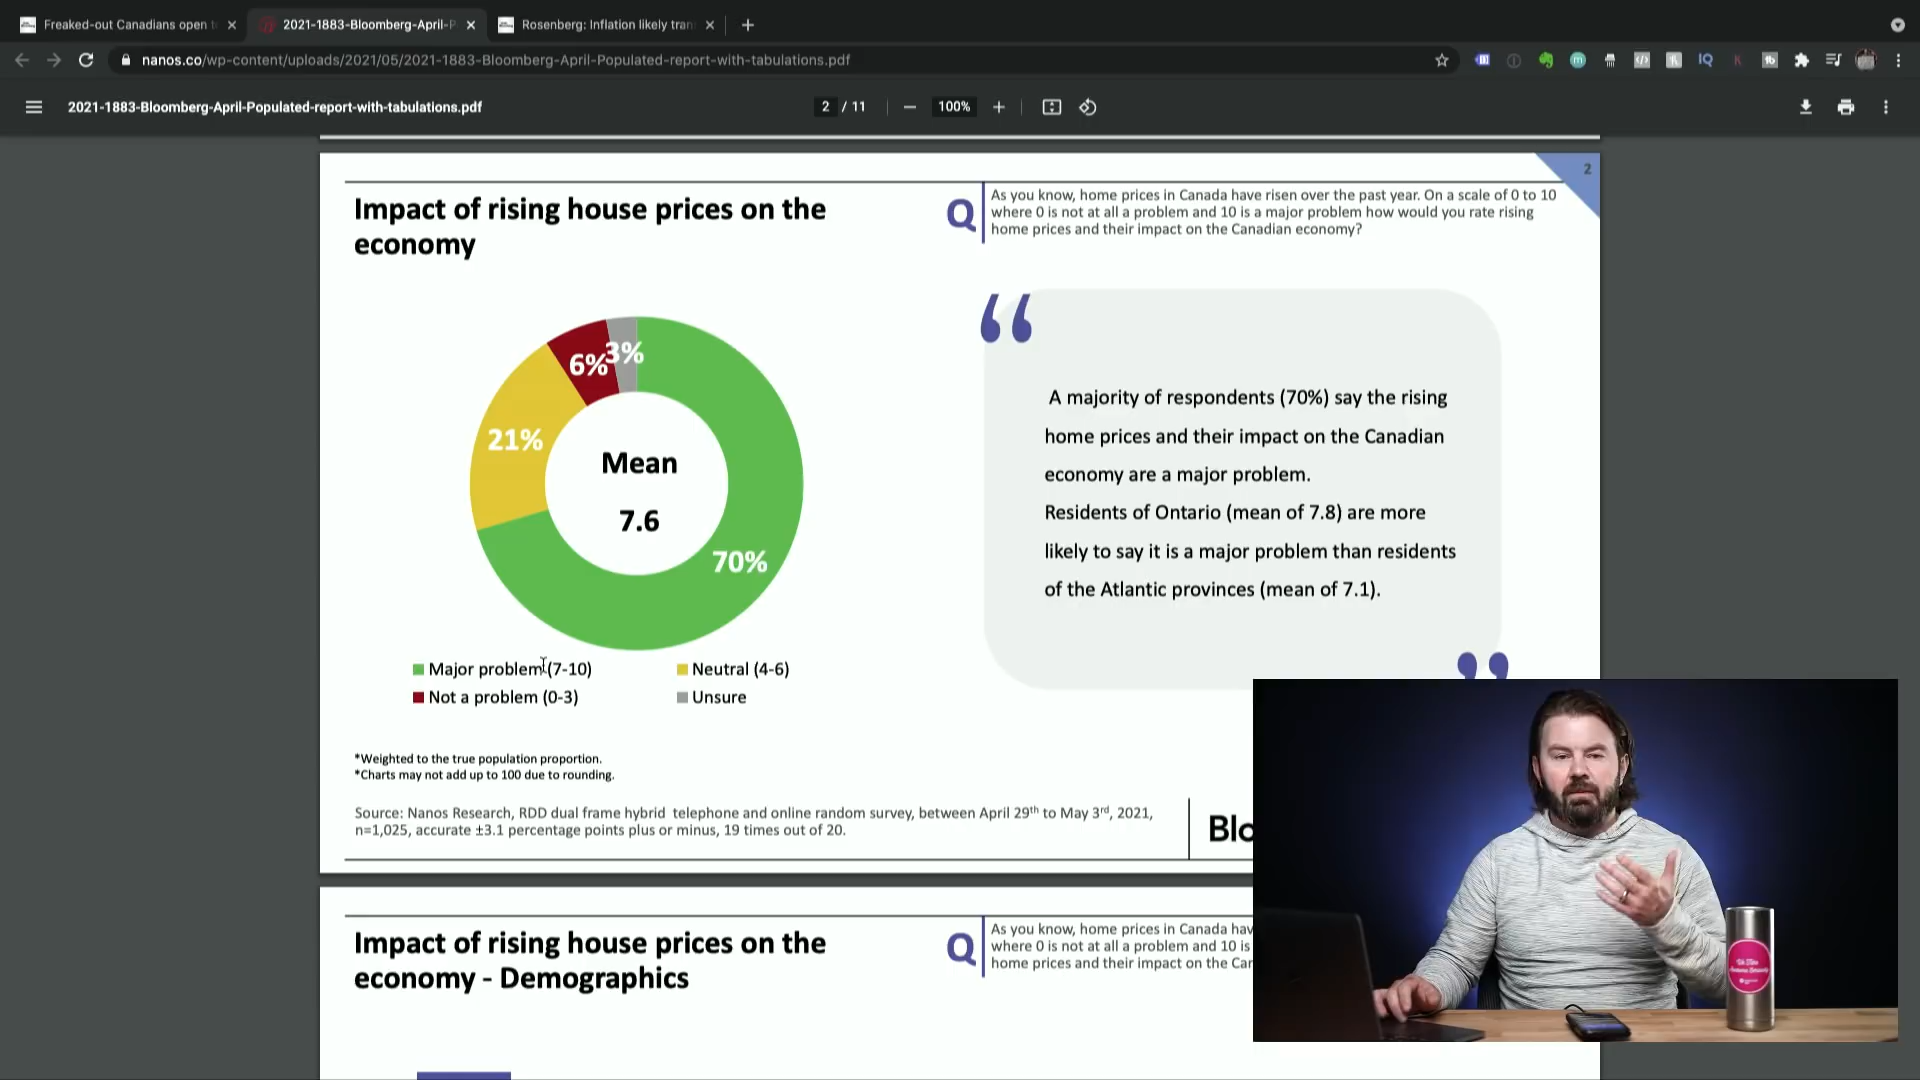 Freaked-out Canadians open
2021-1883-Bloomberg-April-P
Rosenberg: Inflation likely tran
nanos.co/wp-content/uploads/2021/05/2021-1883-Bloomberg-April-Populated-report-with-tabulations.pdf
IQ
2021-1883-Bloomberg-April-Populated-report-with-tabulations.pdf
2 / 11
100%
2
Impact of rising house prices on the
economy
Q
As you know, home prices in Canada have risen over the past year. On a scale of 0 to 10
where 0 is not at all a problem and 10 is a major problem how would you rate rising
home prices and their impact on the Canadian economy?
6%
3%
21%
Mean
7.6
70%
Major problem (7-10)
Neutral (4-6)
Not a problem (0-3)
Unsure
“
A majority of respondents (70%) say the rising
home prices and their impact on the Canadian
economy are a major problem.
Residents of Ontario (mean of 7.8) are more
likely to say it is a major problem than residents
of the Atlantic provinces (mean of 7.1).
”
*Weighted to the true population proportion.
*Charts may not add up to 100 due to rounding.
Source: Nanos Research, RDD dual frame hybrid telephone and online random survey, between April 29th to May 3rd, 2021,
n=1,025, accurate ±3.1 percentage points plus or minus, 19 times out of 20.
Blo
Impact of rising house prices on the
economy - Demographics
Q
As you know, home prices in Canada hav
where 0 is not at all a problem and 10 is
home prices and their impact on the Car